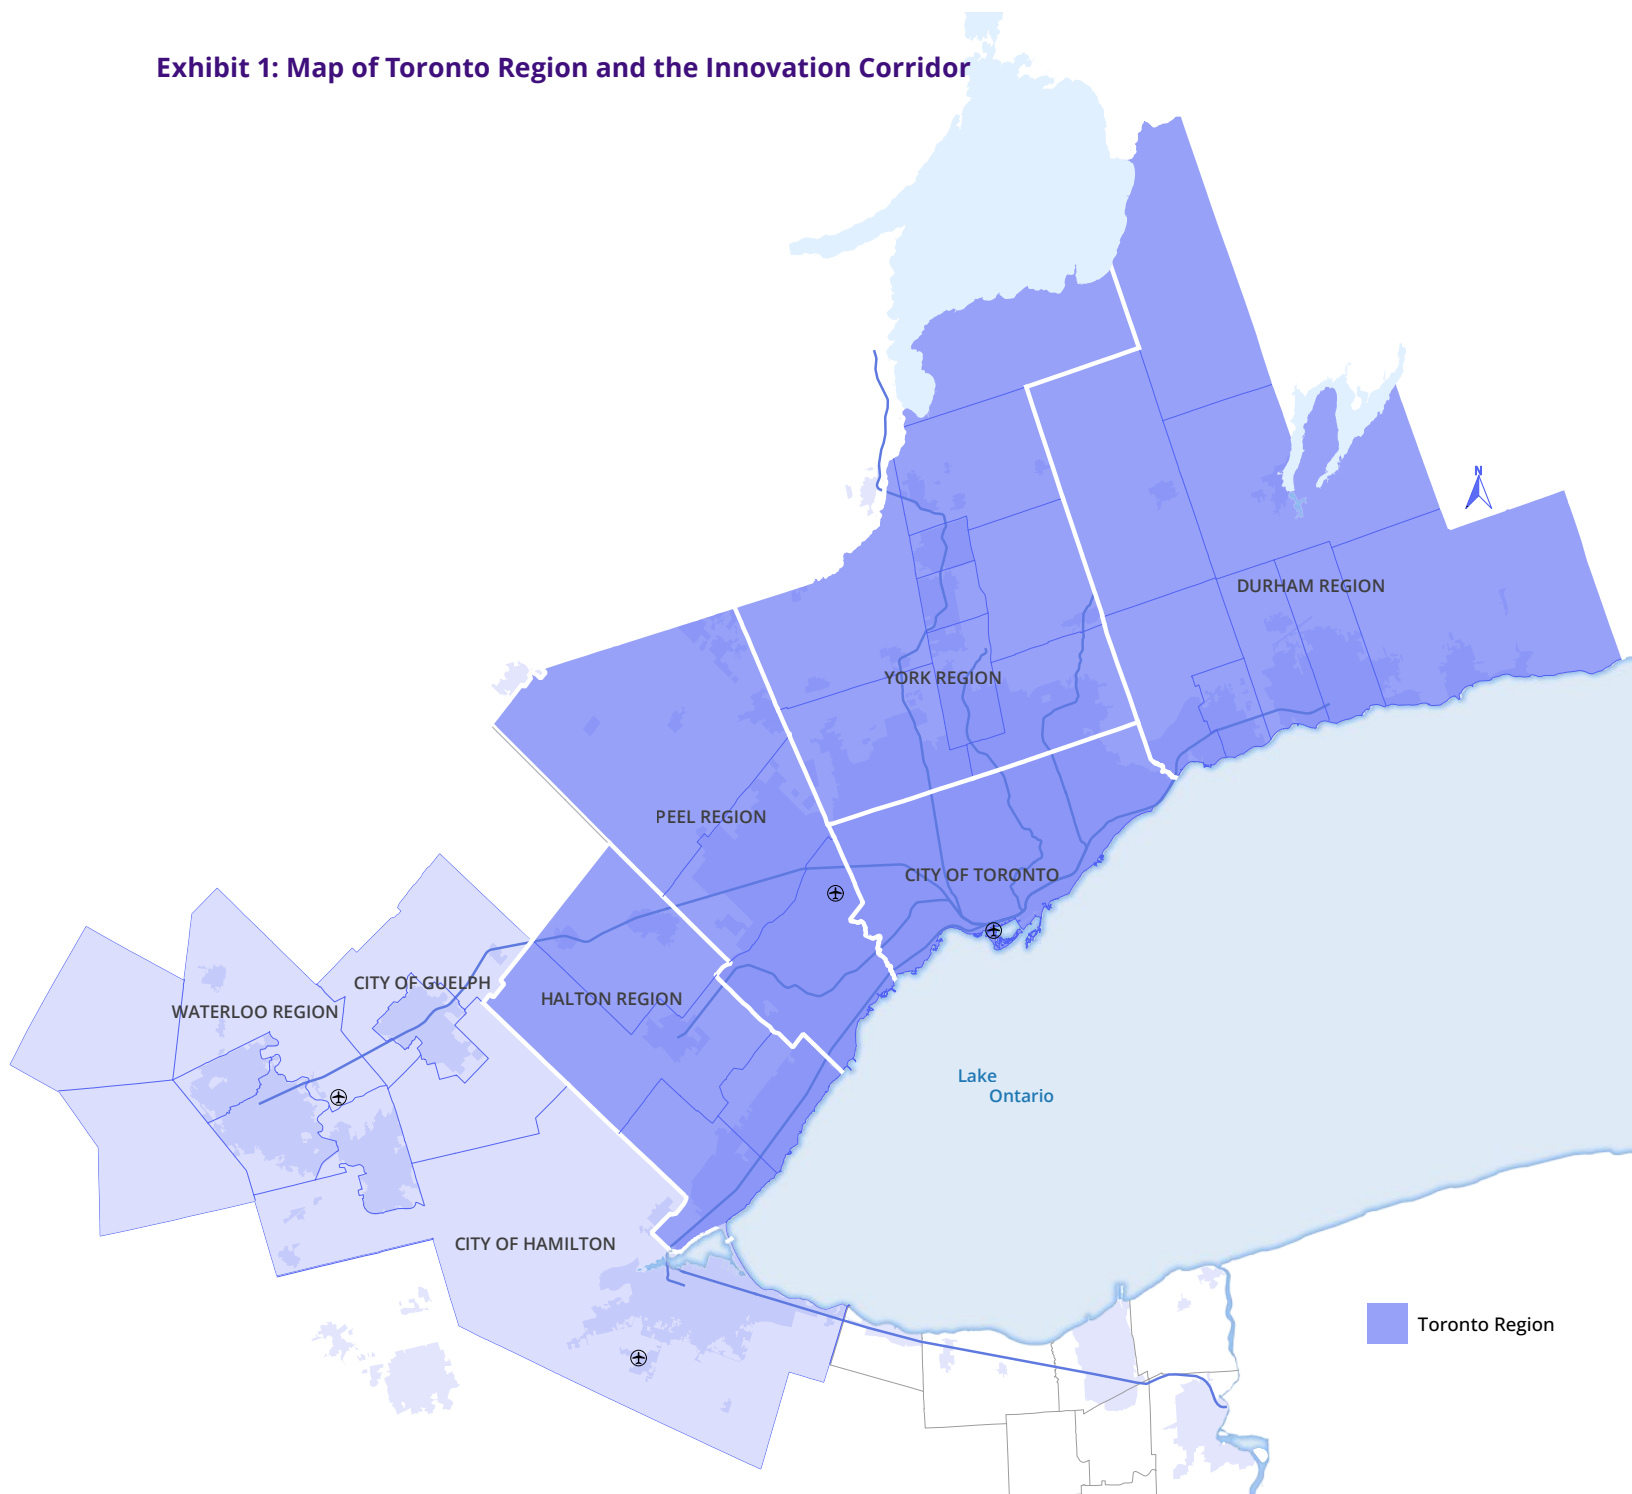 Exhibit 1: Map of Toronto Region and the Innovation Corridor
N
DURHAM REGION
YORK REGION
PEEL REGION
CITY OF TORONTO
CITY OF GUELPH
HALTON REGION
WATERLOO REGION
Lake
Ontario
CITY OF HAMILTON
Toronto Region